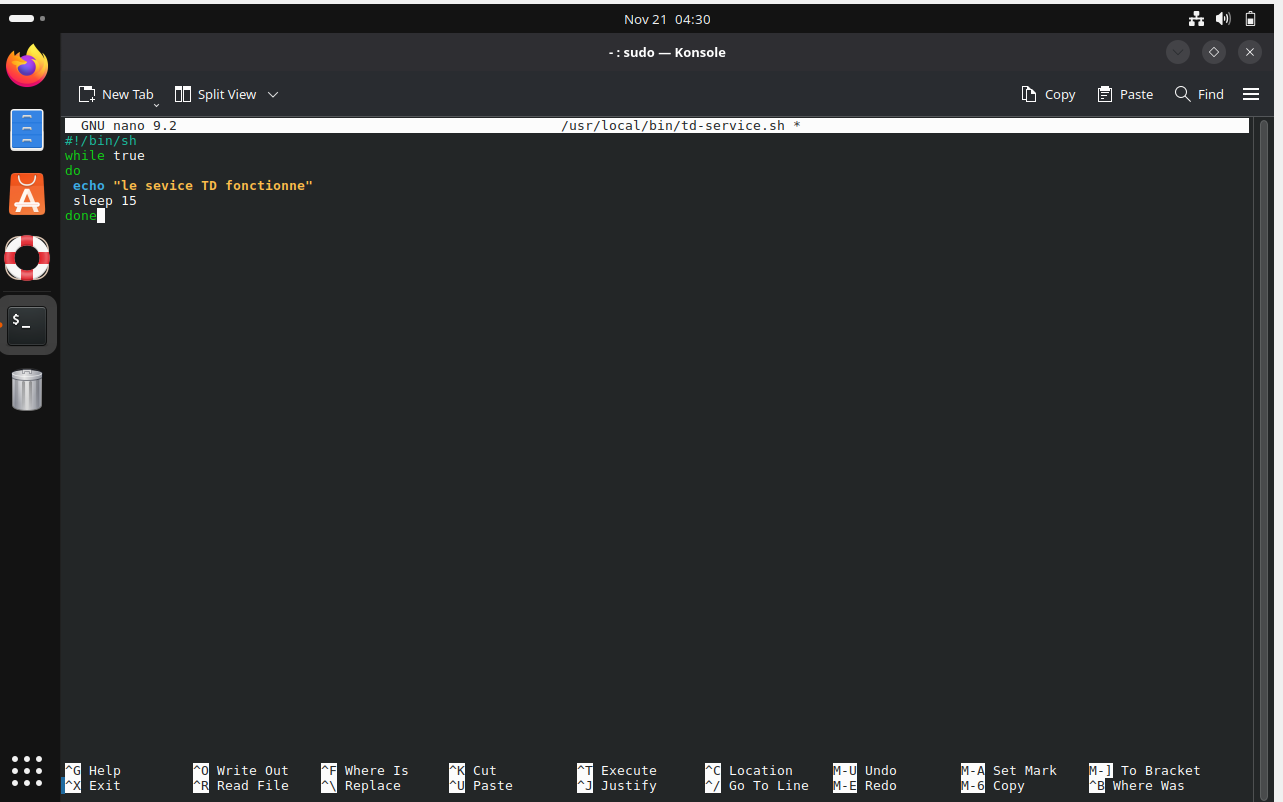 Nov 21 04:30
- : sudo — Konsole
New Tab Split View Copy Paste Find
GNU nano 9.2 /usr/local/bin/td-service.sh *
#!/bin/sh
while true
do
 echo "le sevice TD fonctionne"
 sleep 15
done
^G Help ^O Write Out ^F Where Is ^K Cut ^T Execute ^C Location M-U Undo M-A Set Mark M-] To Bracket
^X Exit ^R Read File ^\ Replace ^U Paste ^J Justify ^/ Go To Line M-E Redo M-6 Copy ^B Where Was